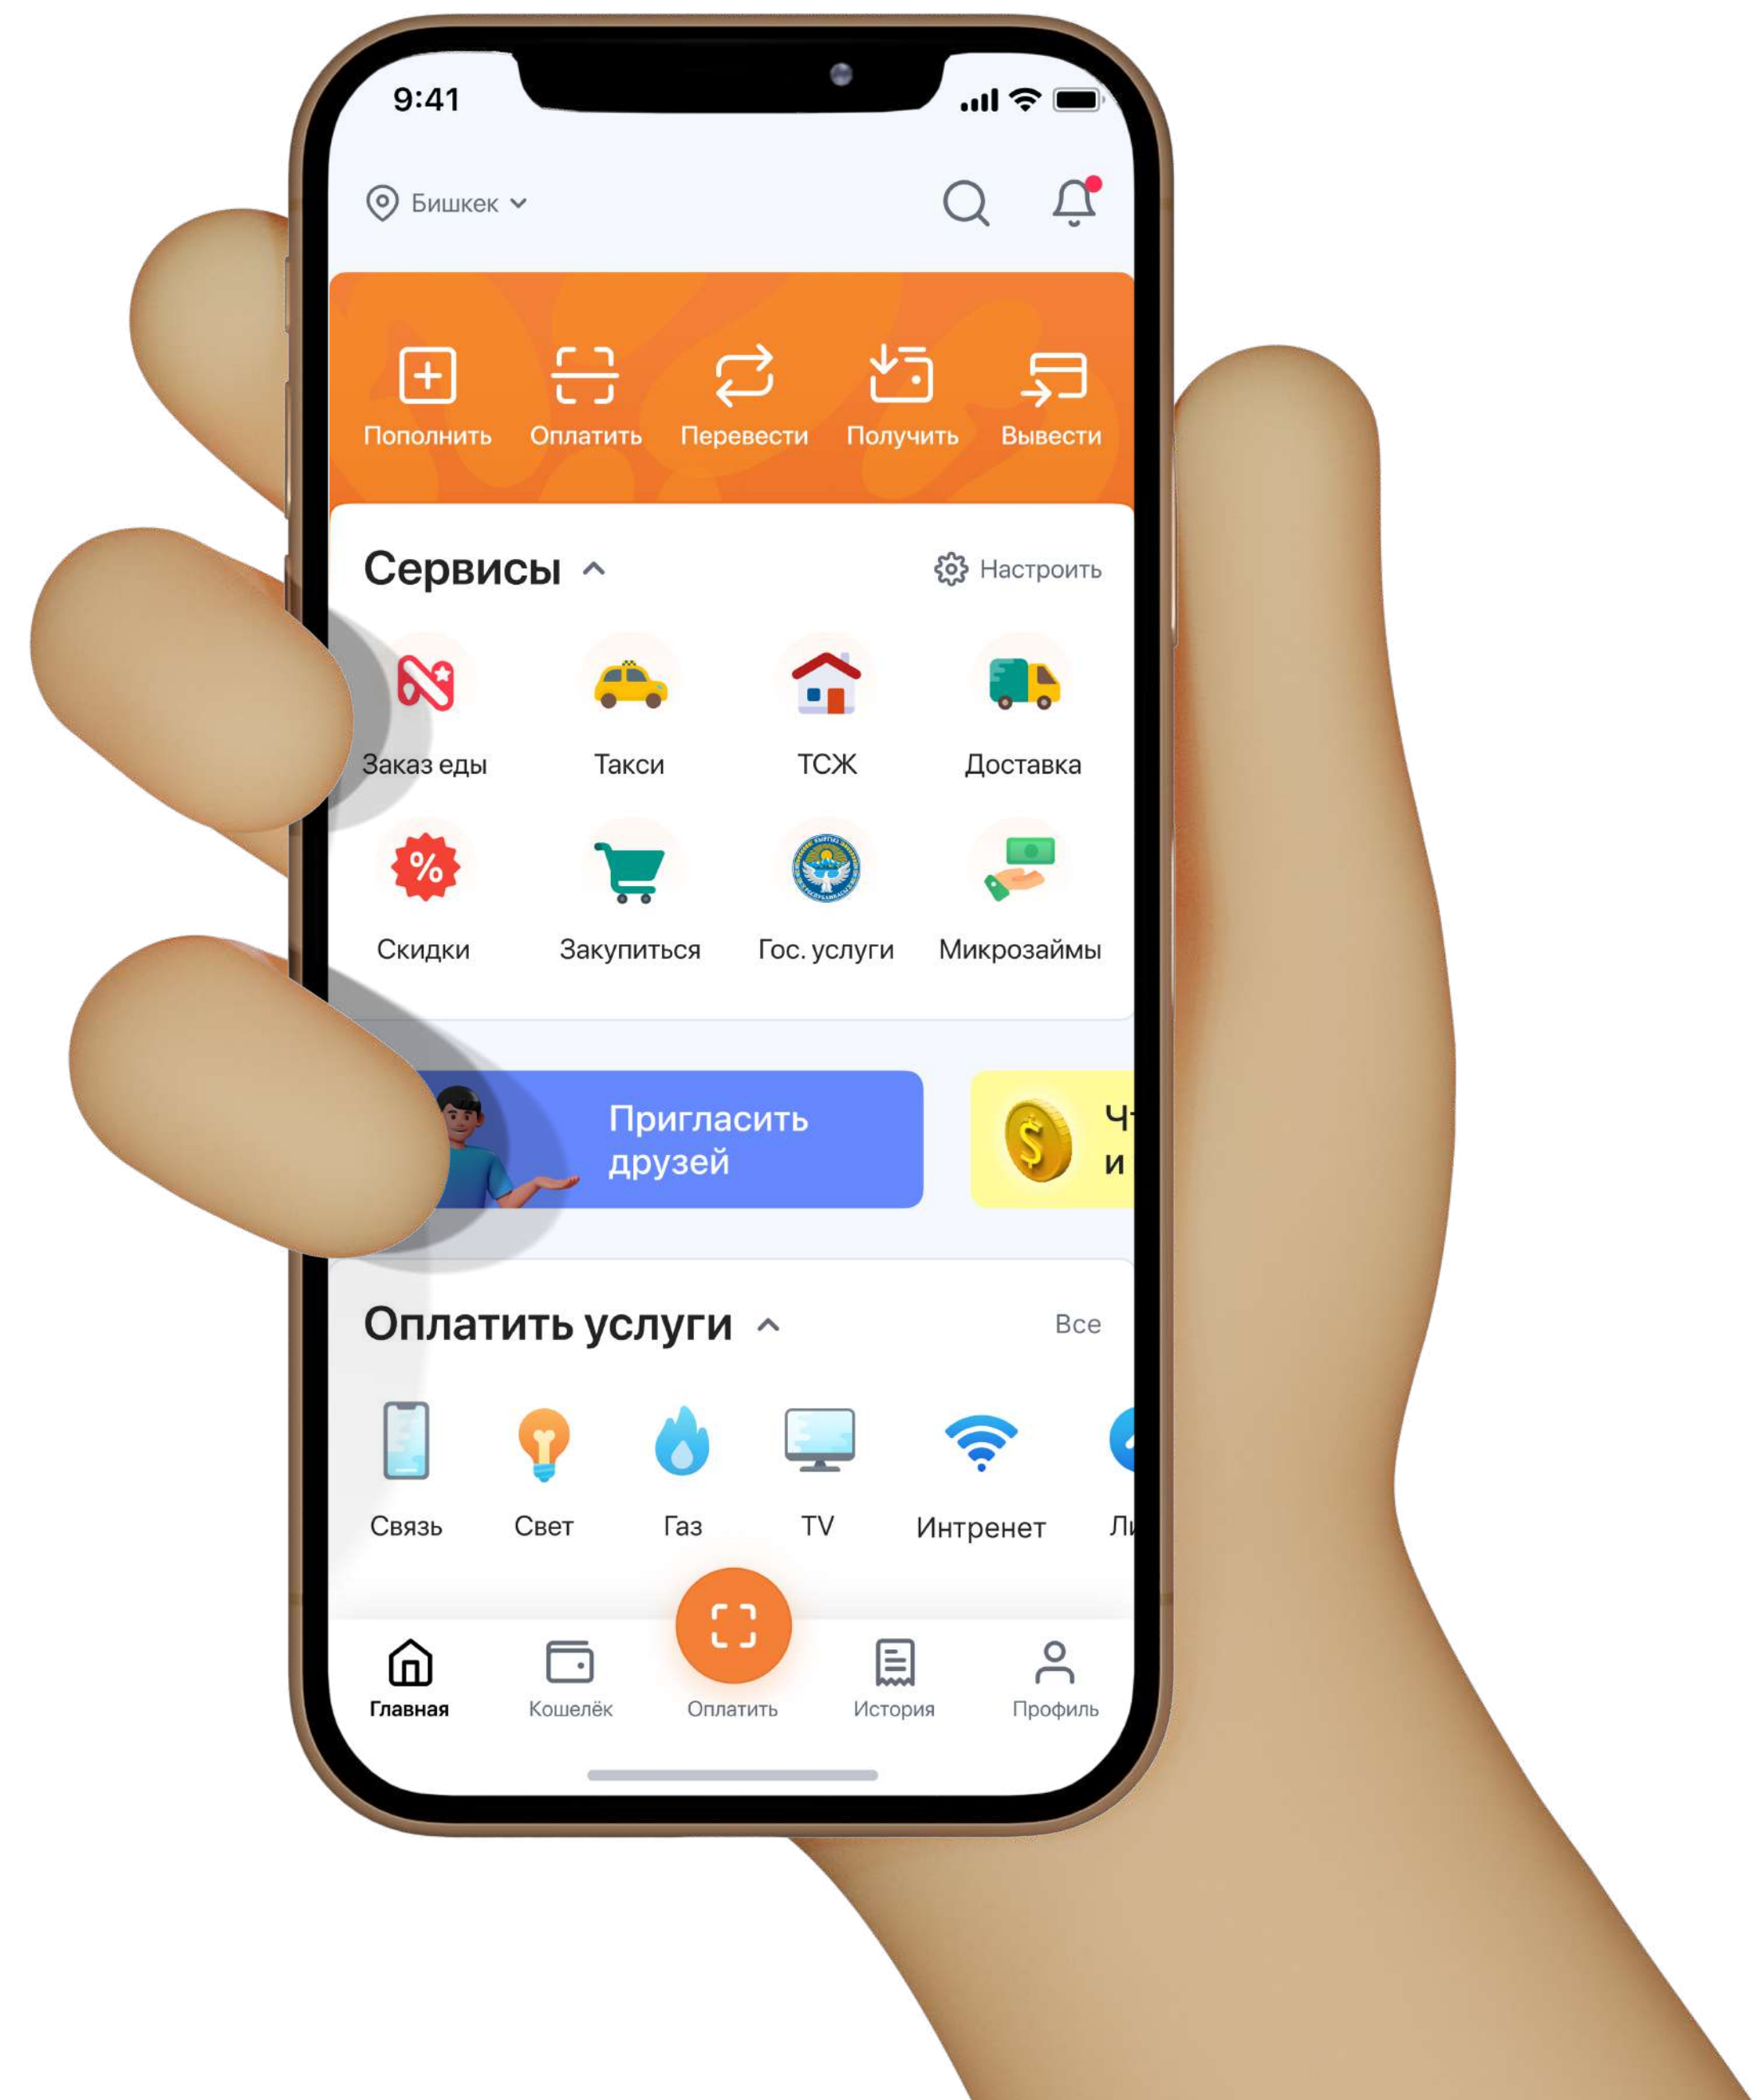 9:41
Бишкек
Пополнить Оплатить Перевести Получить Вывести
Сервисы Настроить
Заказ еды Такси ТСЖ Доставка
%
Скидки Закупиться Гос. услуги Микрозаймы
Пригласить
друзей
$
и
Оплатить услуги Все
Связь Свет Газ TV Интренет
Главная Кошелёк Оплатить История Профиль